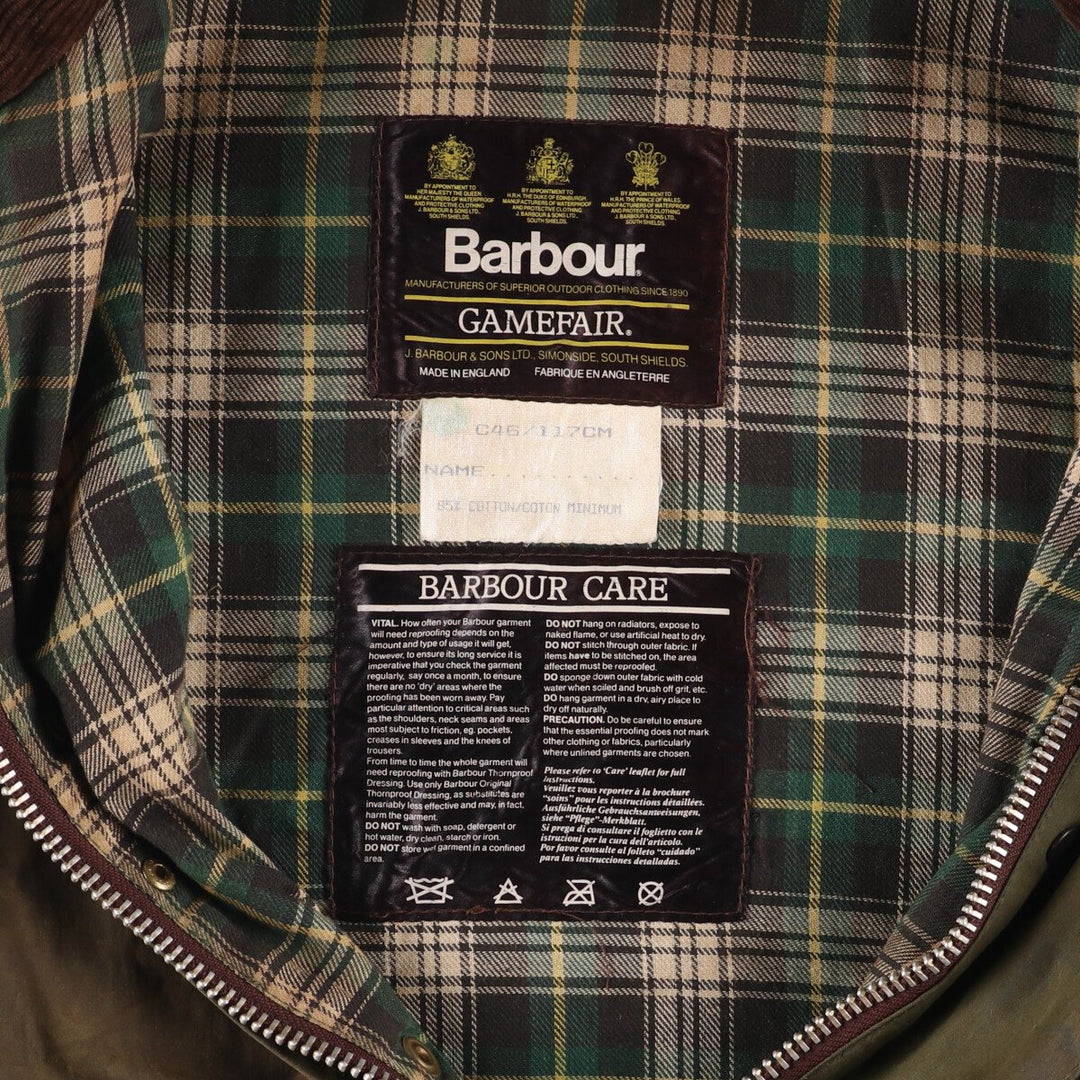 BY APPOINTMENT TO
HER MAJESTY THE QUEEN
MANUFACTURERS OF WATERPROOF
AND PROTECTIVE CLOTHING
J. BARBOUR & SONS LTD.,
SOUTH SHIELDS.
BY APPOINTMENT TO
H.R.H. THE DUKE OF EDINBURGH
MANUFACTURERS OF WATERPROOF
AND PROTECTIVE CLOTHING
J. BARBOUR & SONS LTD.,
SOUTH SHIELDS.
BY APPOINTMENT TO
H.R.H. THE PRINCE OF WALES
MANUFACTURERS OF WATERPROOF
AND PROTECTIVE CLOTHING
J. BARBOUR & SONS LTD.,
SOUTH SHIELDS.
Barbour®
MANUFACTURERS OF SUPERIOR OUTDOOR CLOTHING SINCE 1890
GAMEFAIR.
J. BARBOUR & SONS LTD., SIMONSIDE, SOUTH SHIELDS.
MADE IN ENGLAND FABRIQUE EN ANGLETERRE
C46/117CM
NAME...........
85% COTTON/COTON MINIMUM
BARBOUR CARE
VITAL. How often your Barbour garment
will need reproofing depends on the
amount and type of usage it will get,
however, to ensure its long service it is
imperative that you check the garment
regularly, say once a month, to ensure
there are no 'dry' areas where the
proofing has been worn away. Pay
particular attention to critical areas such
as the shoulders, neck seams and areas
most subject to friction, eg. pockets,
creases in sleeves and the knees of
trousers.
From time to time the whole garment will
need reproofing with Barbour Thornproof
Dressing. Use only Barbour Original
Thornproof Dressing, as substitutes are
invariably less effective and may, in fact,
harm the garment.
DO NOT wash with soap, detergent or
hot water, dry clean, starch or iron.
DO NOT store wet garment in a confined
area.
DO NOT hang on radiators, expose to
naked flame, or use artificial heat to dry.
DO NOT stitch through outer fabric. If
items have to be stitched on, the area
affected must be reproofed.
DO sponge down outer fabric with cold
water when soiled and brush off grit, etc.
DO hang garment in a dry, airy place to
dry off naturally.
PRECAUTION. Do be careful to ensure
that the essential proofing does not mark
other clothing or fabrics, particularly
where unlined garments are chosen.
Please refer to 'Care' leaflet for full
instructions.
Veuillez vous reporter à la brochure
"soins" pour les instructions détaillées.
Ausführliche Gebrauchsanweisungen,
siehe "Pflege"-Merkblatt.
Si prega di consultare il foglietto con le
istruzioni per la cura dell'articolo.
Por favor consulte al folleto "cuidado"
para las instrucciones detalladas.